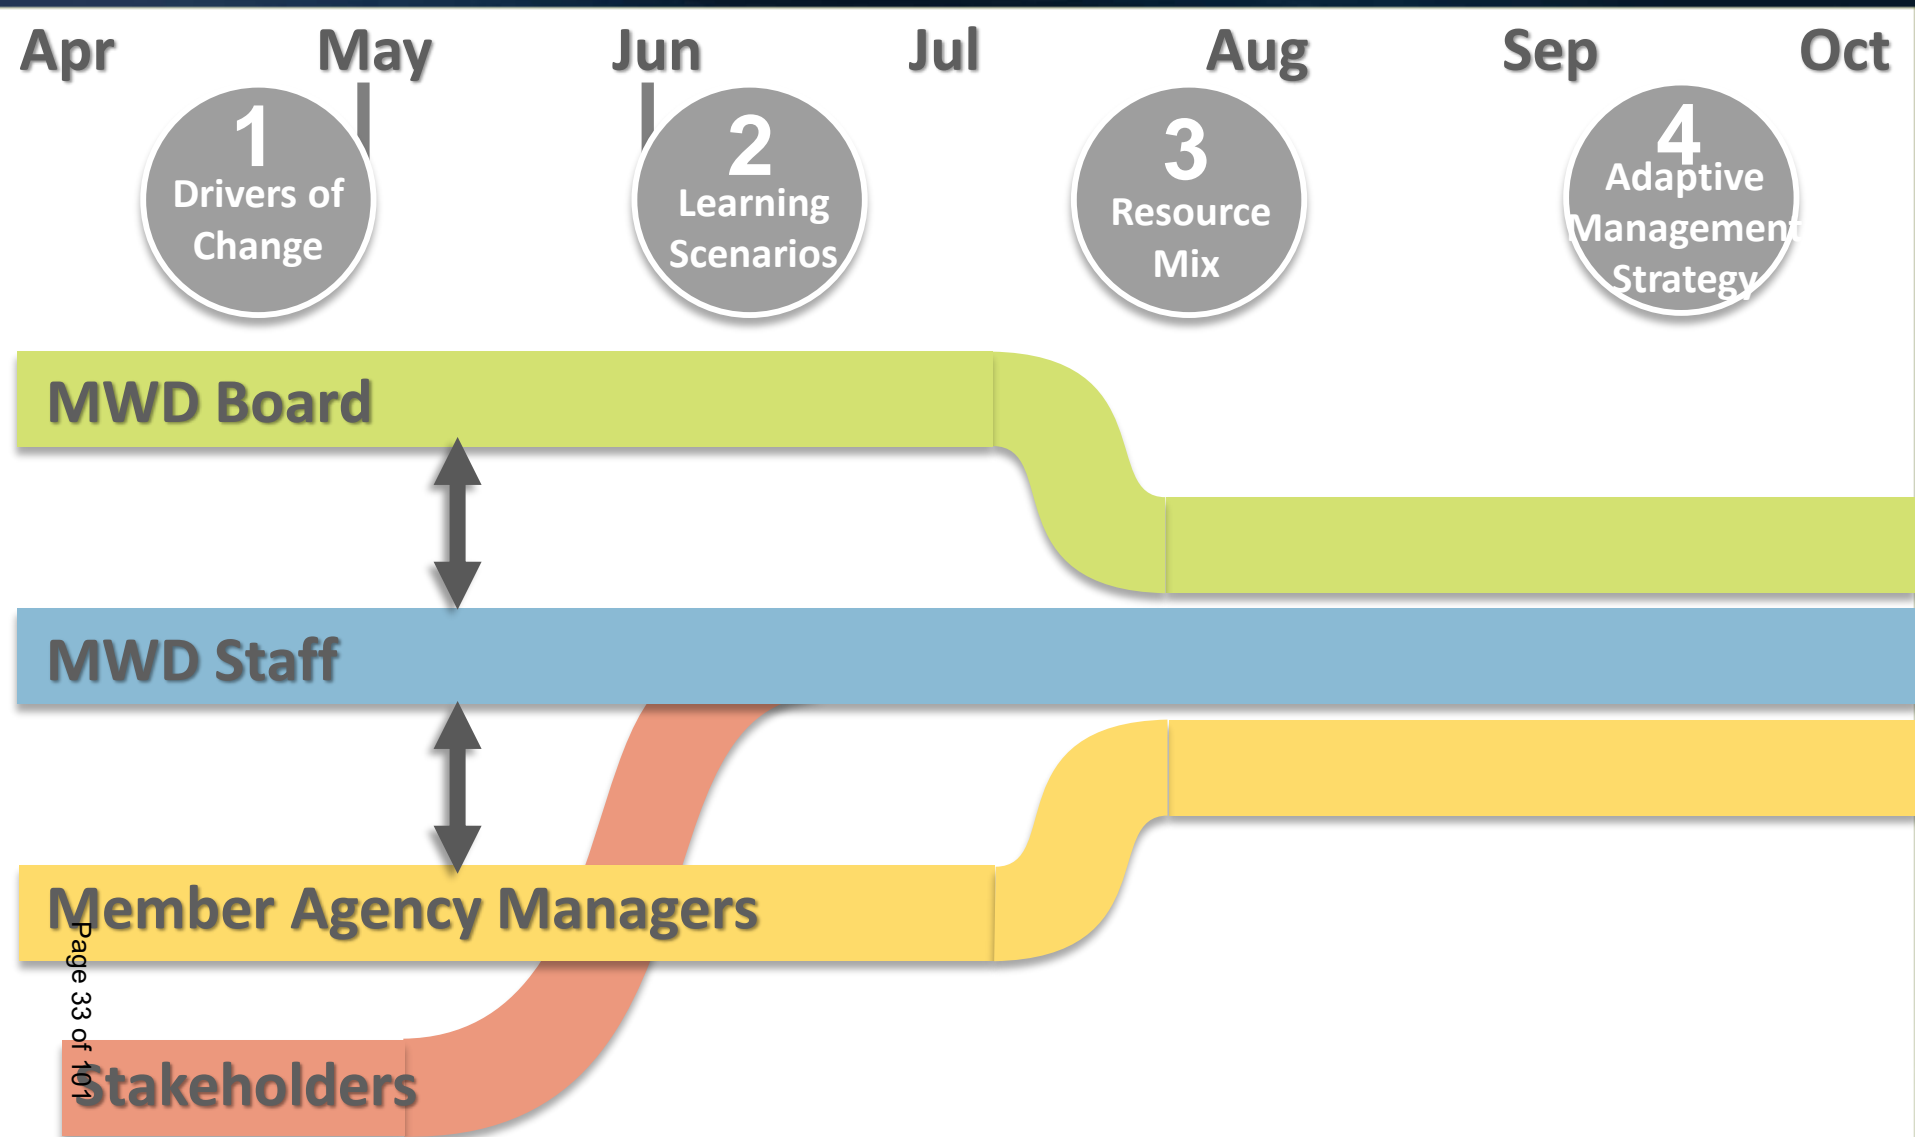 Apr May Jun Jul Aug Sep Oct
1
Drivers of
Change
2
Learning
Scenarios
3
Resource
Mix
4
Adaptive
Management
Strategy
MWD Board
MWD Staff
Member Agency Managers
Stakeholders
Page 33 of 101